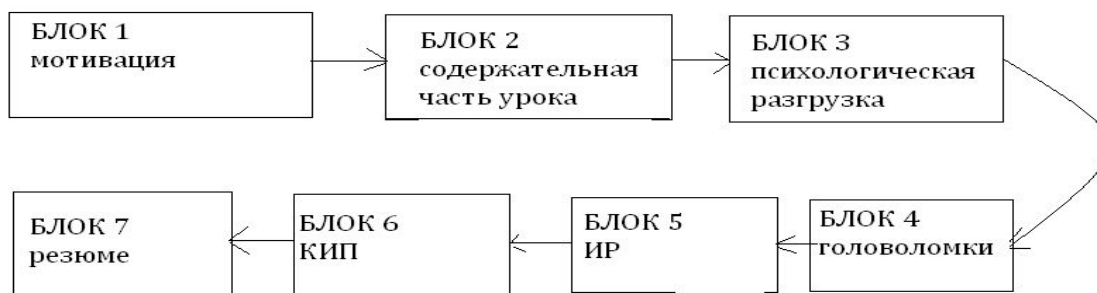 БЛОК 1
мотивация
БЛОК 2
содержательная
часть урока
БЛОК 3
психологическая
разгрузка
БЛОК 4
головоломки
БЛОК 5
ИР
БЛОК 6
КИП
БЛОК 7
резюме